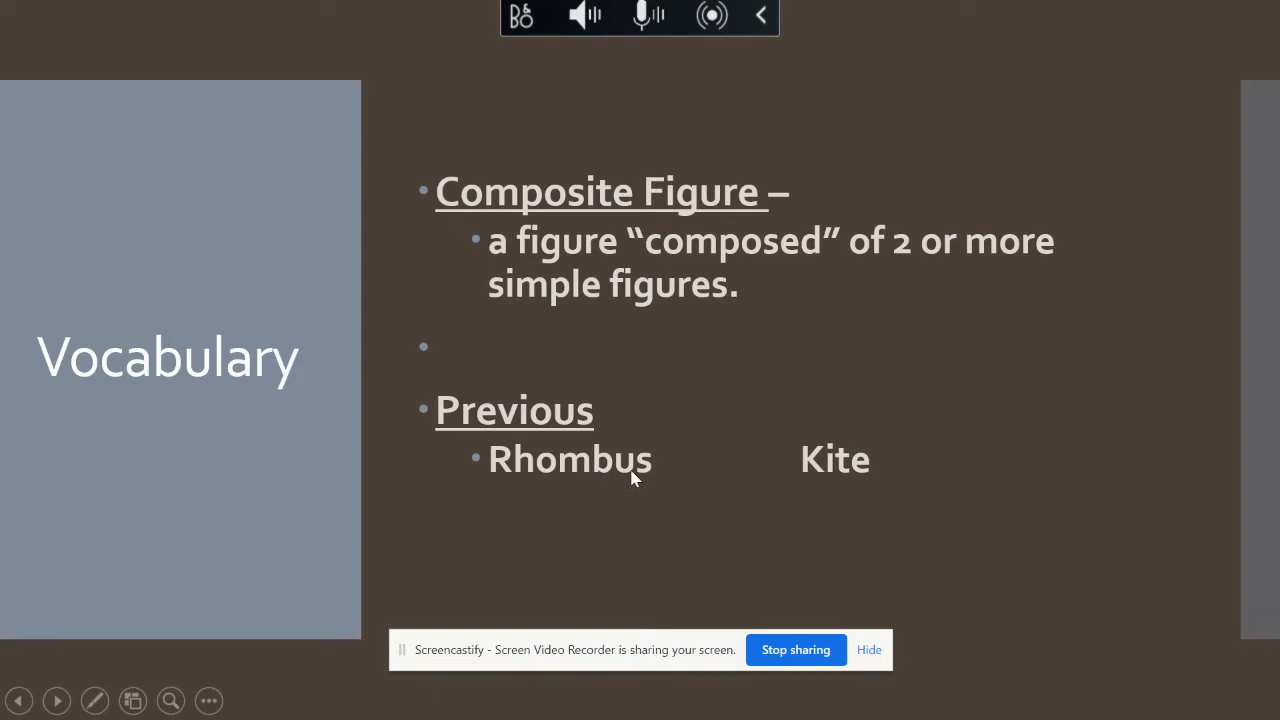 B&O
Composite Figure –
a figure “composed” of 2 or more
simple figures.
Vocabulary
Previous
Rhombus Kite
Screencastify - Screen Video Recorder is sharing your screen. Stop sharing Hide